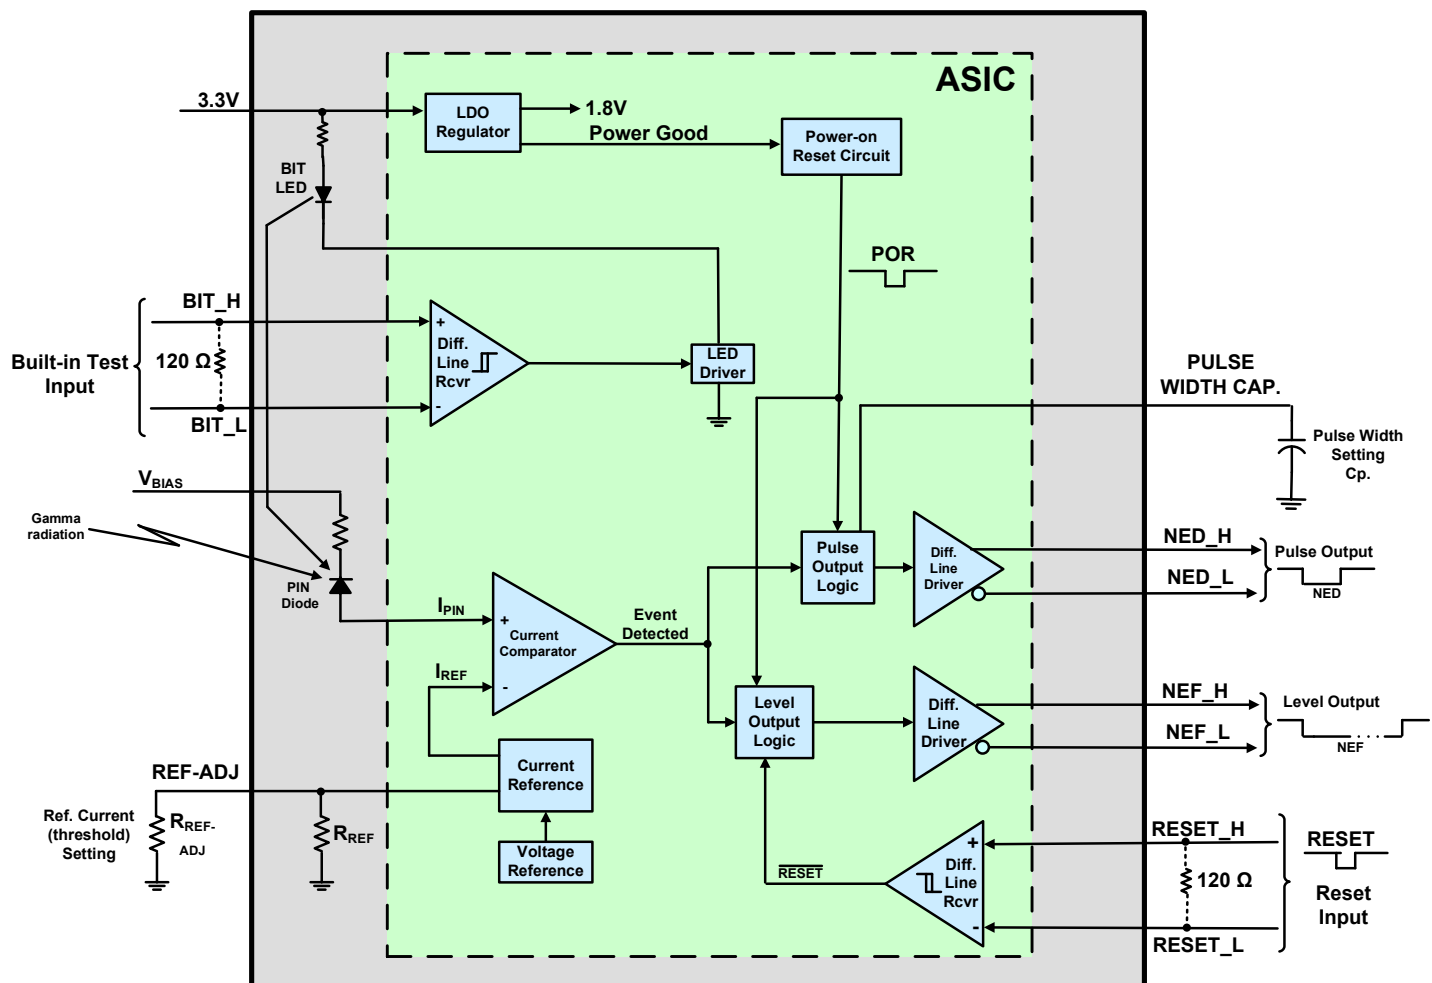 ASIC
3.3V
LDO
Regulator
1.8V
Power Good
Power-on
Reset Circuit
BIT
LED
POR
BIT_H
Built-in Test
Input
120 Ω
BIT_L
+
Diff.
Line
Rcvr
-
LED
Driver
PULSE
WIDTH CAP.
Pulse Width
Setting
Cp.
VBIAS
Gamma
radiation
PIN
Diode
IPIN
+
Current
Comparator
-
IREF
Event
Detected
Pulse
Output
Logic
Diff.
Line
Driver
NED_H
NED_L
Pulse Output
NED
Level
Output
Logic
Diff.
Line
Driver
NEF_H
NEF_L
Level Output
NEF
REF-ADJ
Ref. Current
(threshold)
Setting
RREF-
ADJ
RREF
Current
Reference
Voltage
Reference
RESET
+
Diff.
Line
Rcvr
-
RESET_H
120 Ω
RESET_L
RESET
Reset
Input